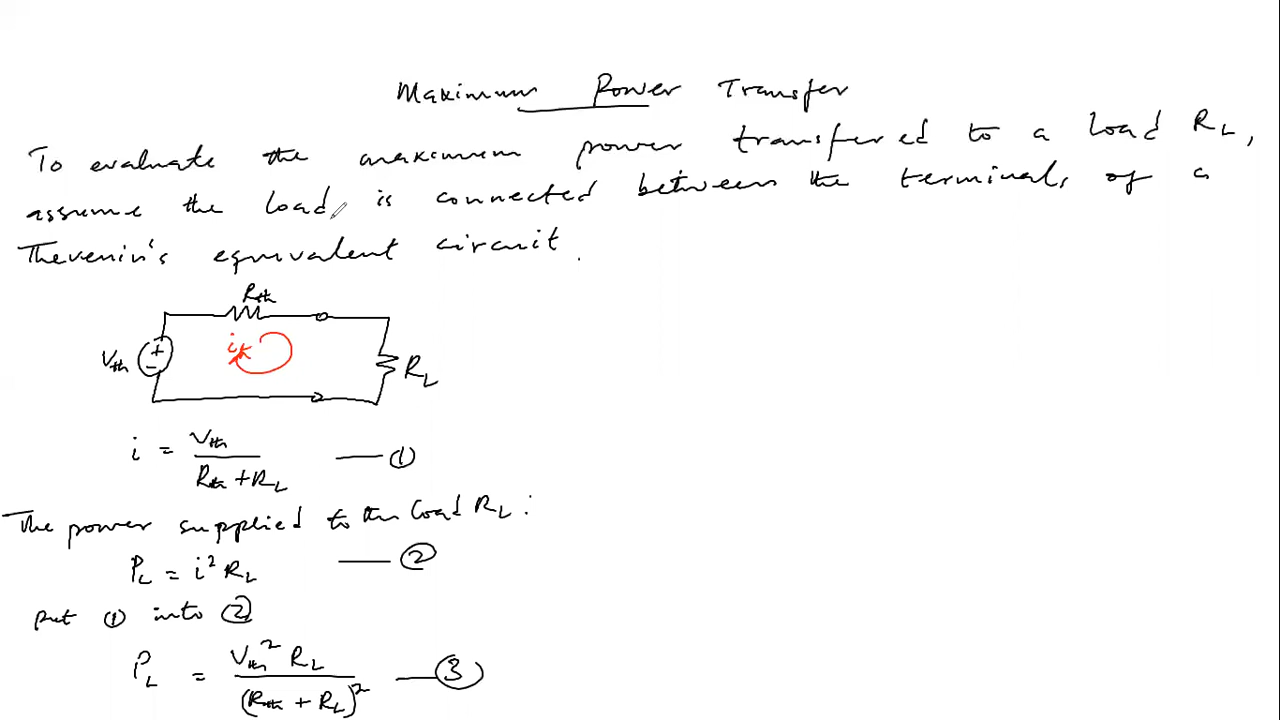 Maximum Power Transfer
To evaluate the maximum power transfered to a load RL,
assume the load, is connected between the terminals of a
Thevenin's equivalent circuit.
Rth
Vth
i
RL
i = Vth / (Rth + RL) —— ①
The power supplied to the load RL:
PL = i² RL —— ②
put ① into ②
PL = Vth² RL / (Rth + RL)² —— ③